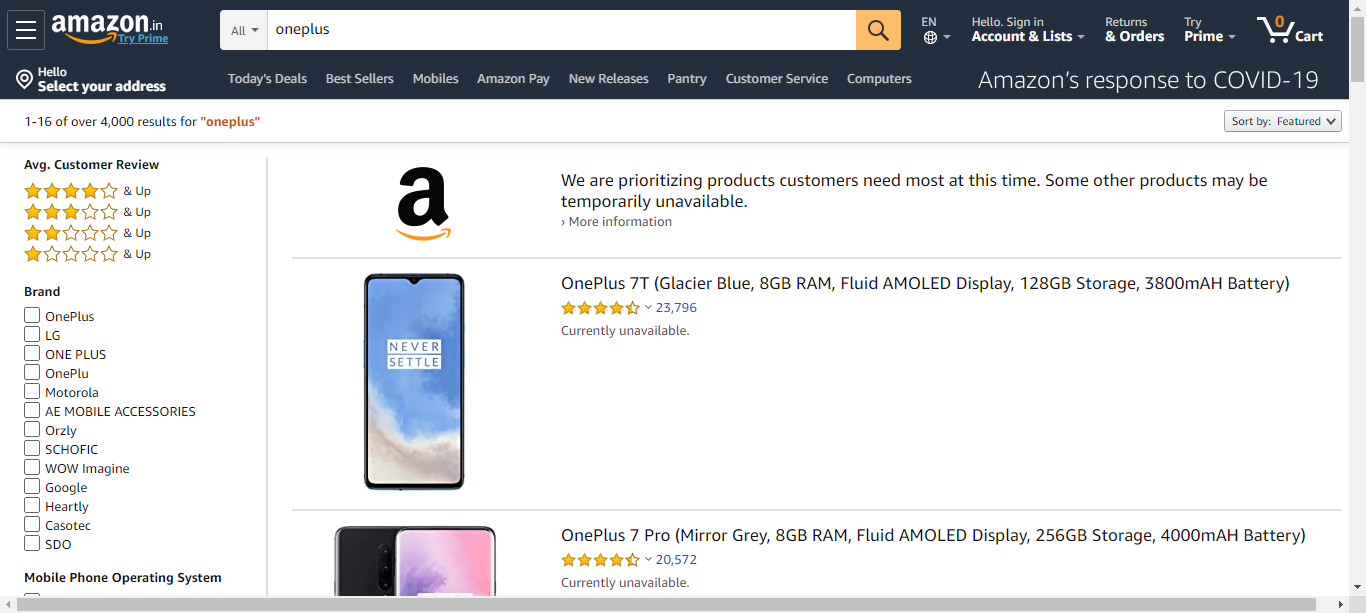 amazon.in
Try Prime
All
oneplus
EN
Hello. Sign in
Account & Lists
Returns
& Orders
Try
Prime
0
Cart
Hello
Select your address
Today's Deals
Best Sellers
Mobiles
Amazon Pay
New Releases
Pantry
Customer Service
Computers
Amazon's response to COVID-19
1-16 of over 4,000 results for "oneplus"
Sort by: Featured
Avg. Customer Review
& Up
& Up
& Up
& Up
Brand
OnePlus
LG
ONE PLUS
OnePlu
Motorola
AE MOBILE ACCESSORIES
Orzly
SCHOFIC
WOW Imagine
Google
Heartly
Casotec
SDO
Mobile Phone Operating System
a
We are prioritizing products customers need most at this time. Some other products may be
temporarily unavailable.
› More information
NEVER
SETTLE
OnePlus 7T (Glacier Blue, 8GB RAM, Fluid AMOLED Display, 128GB Storage, 3800mAH Battery)
23,796
Currently unavailable.
OnePlus 7 Pro (Mirror Grey, 8GB RAM, Fluid AMOLED Display, 256GB Storage, 4000mAH Battery)
20,572
Currently unavailable.